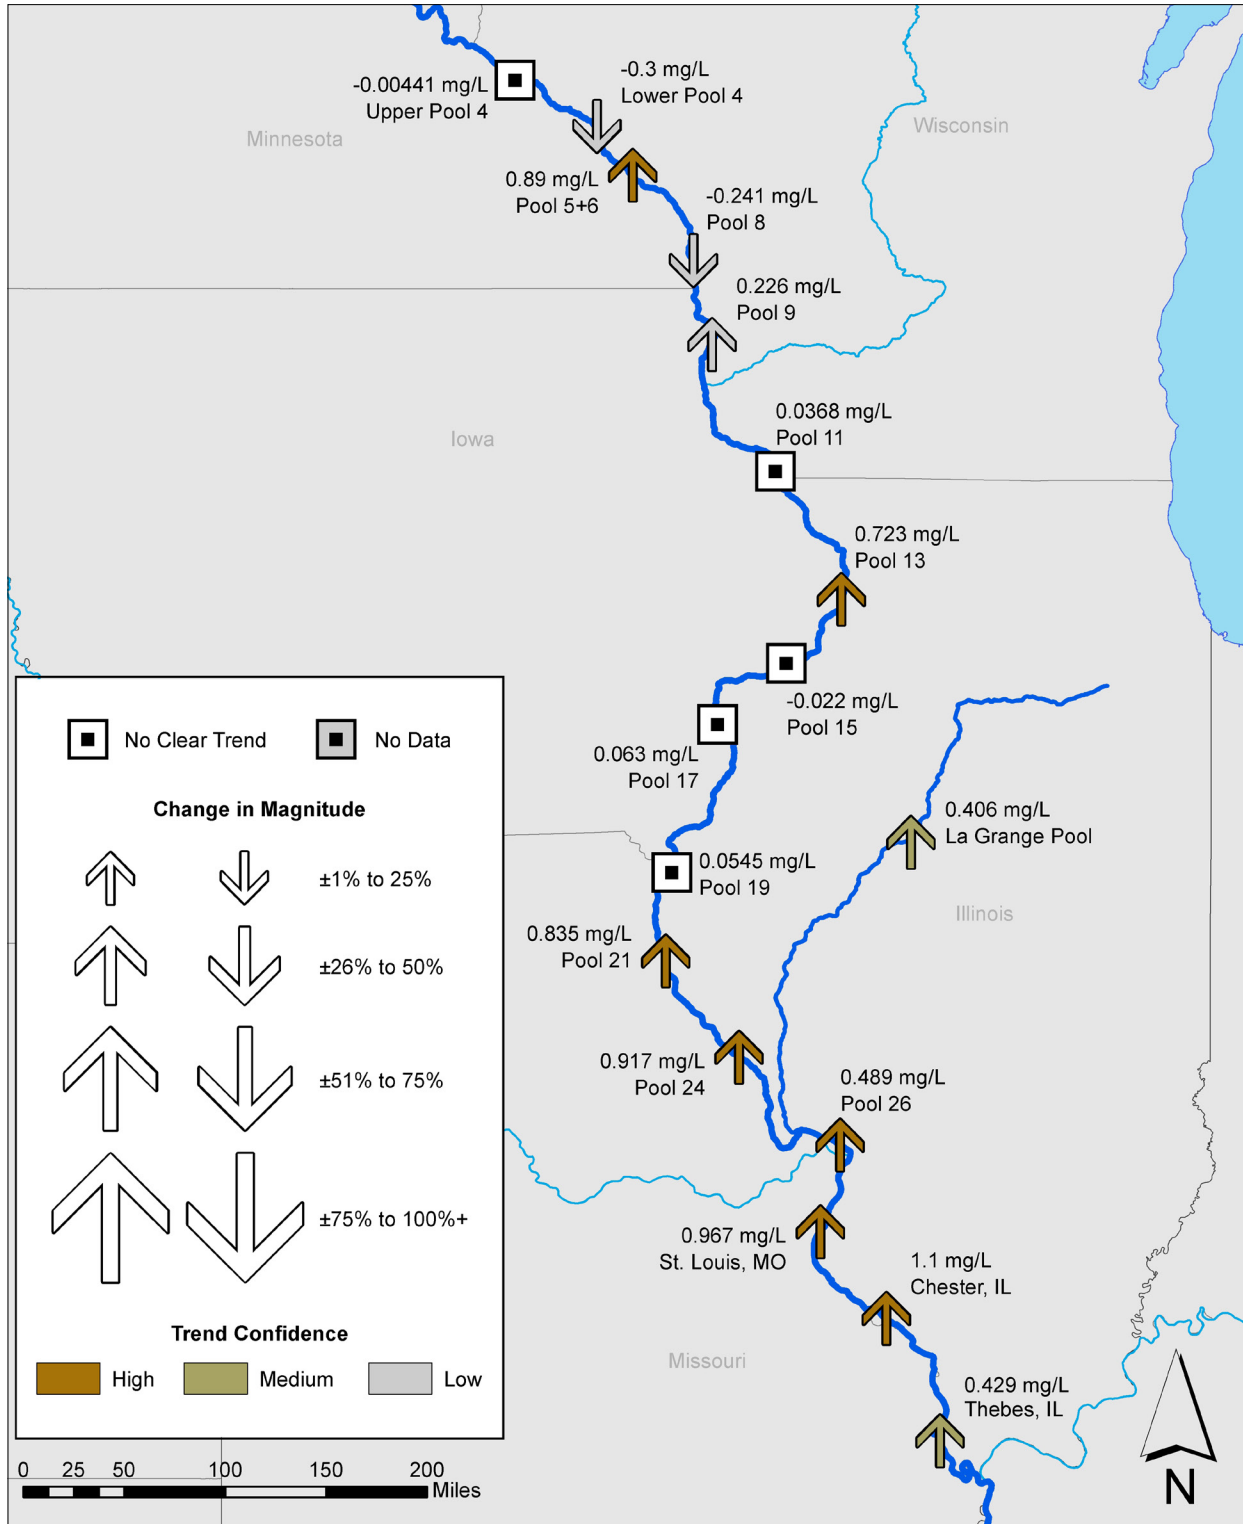 -0.00441 mg/L
Upper Pool 4
-0.3 mg/L
Lower Pool 4
Minnesota
Wisconsin
0.89 mg/L
Pool 5+6
-0.241 mg/L
Pool 8
0.226 mg/L
Pool 9
0.0368 mg/L
Pool 11
Iowa
0.723 mg/L
Pool 13
-0.022 mg/L
Pool 15
0.063 mg/L
Pool 17
0.406 mg/L
La Grange Pool
0.0545 mg/L
Pool 19
Illinois
0.835 mg/L
Pool 21
0.917 mg/L
Pool 24
0.489 mg/L
Pool 26
0.967 mg/L
St. Louis, MO
1.1 mg/L
Chester, IL
Missouri
0.429 mg/L
Thebes, IL
No Clear Trend
No Data
Change in Magnitude
±1% to 25%
±26% to 50%
±51% to 75%
±75% to 100%+
Trend Confidence
High
Medium
Low
0 25 50 100 150 200
Miles
N